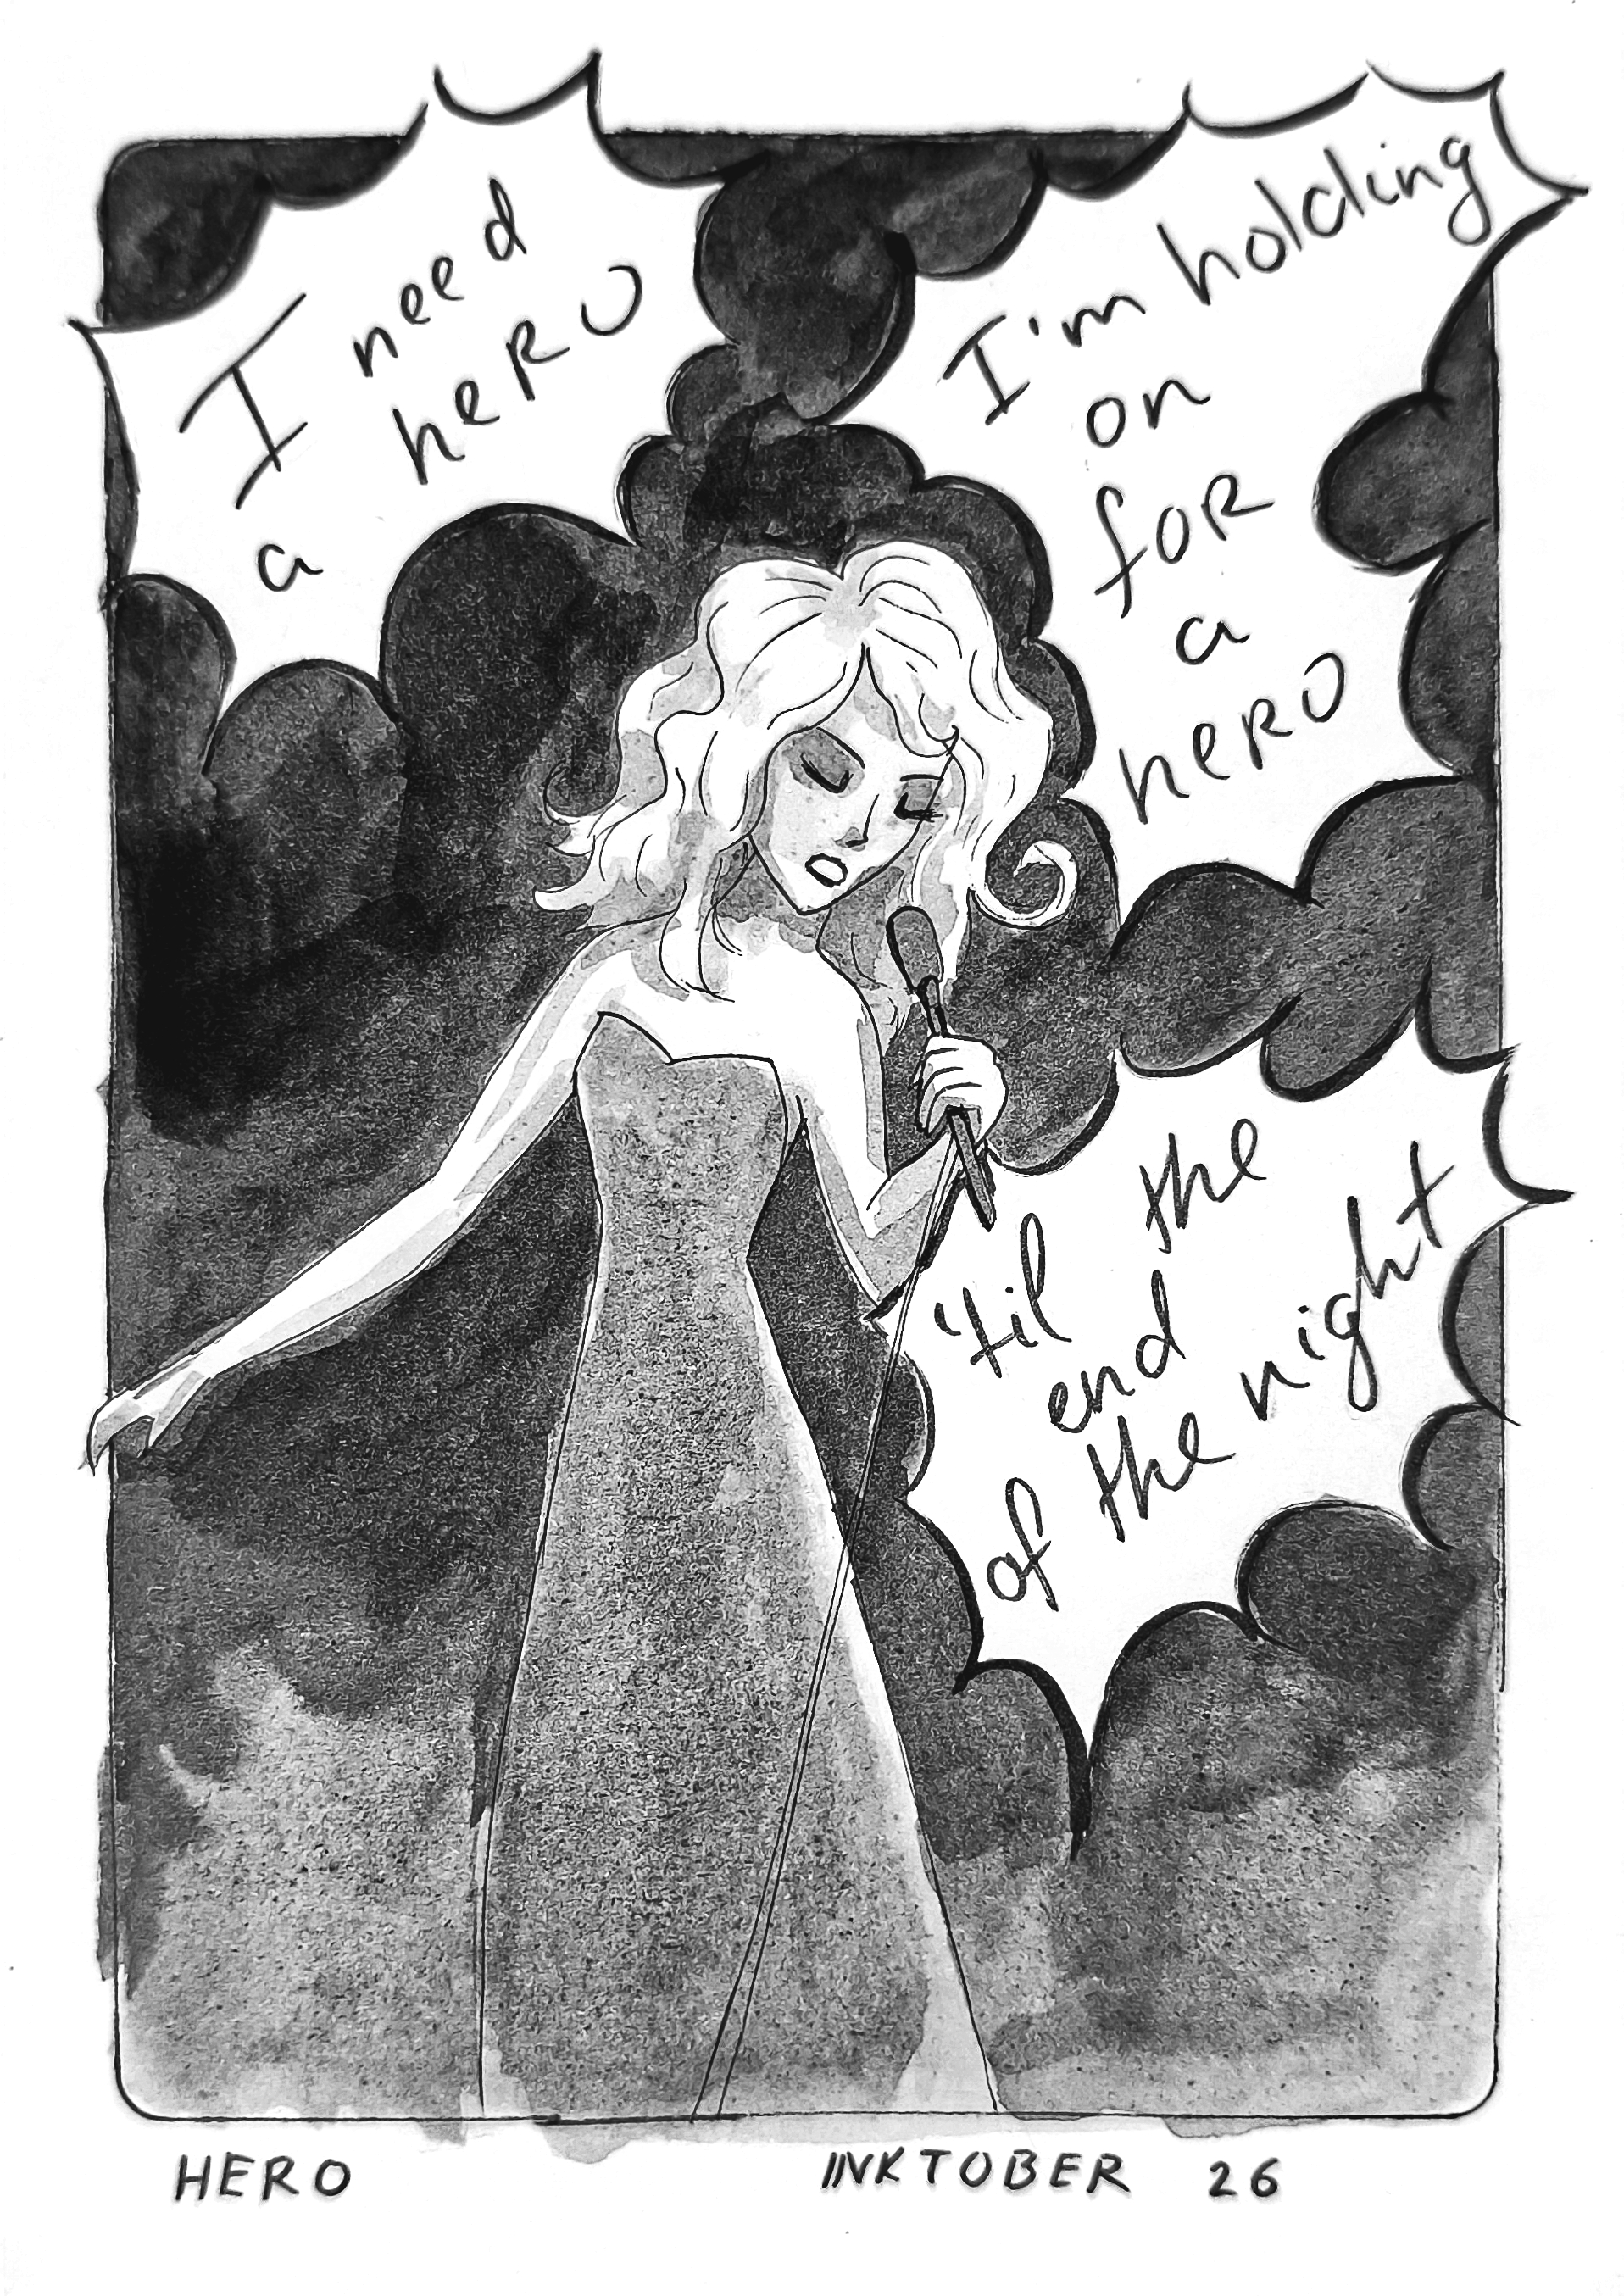 I need
a hero
I'm holding
on
for
a
hero
'til the
end
of the night
HERO
INKTOBER 26